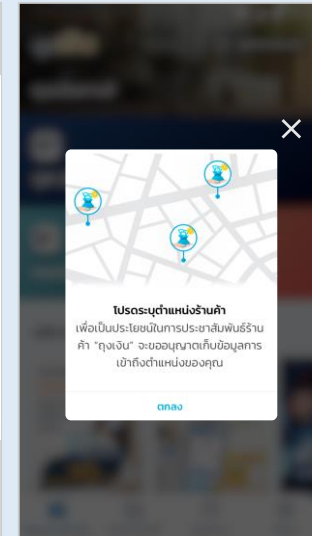 โปรดระบุตำแหน่งร้านค้า
เพื่อเป็นประโยชน์ในการประชาสัมพันธ์ร้าน
ค้า “ถุงเงิน” จะขออนุญาตเก็บข้อมูลการ
เข้าถึงตำแหน่งของคุณ
ตกลง